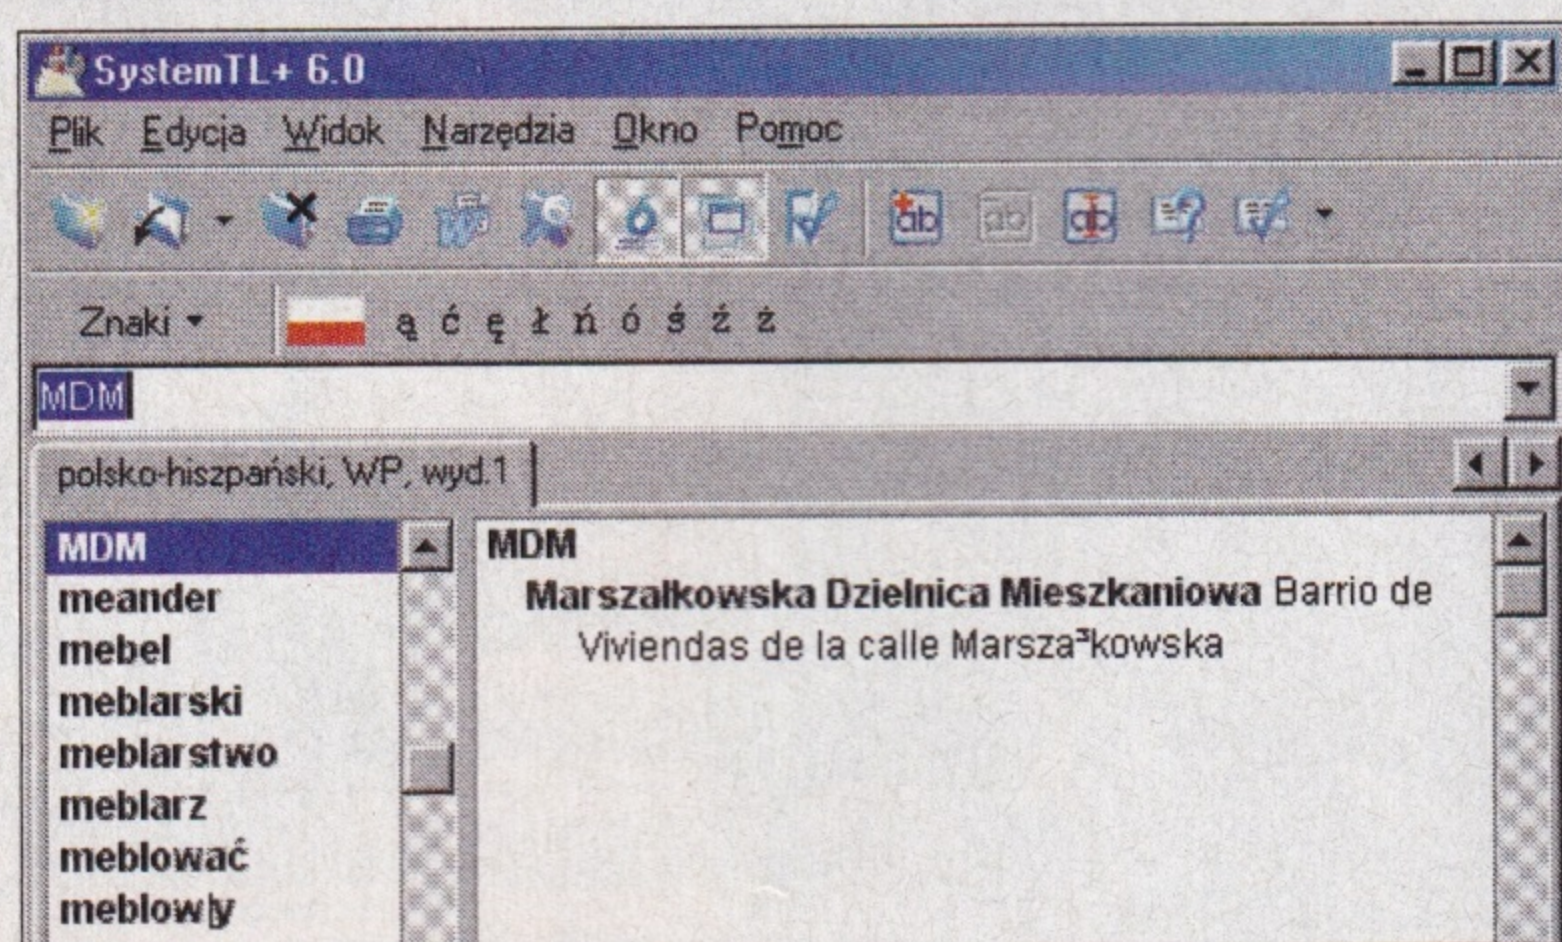 SystemTL+ 6.0
Plik Edycja Widok Narzędzia Okno Pomoc
Znaki ą ć ę ł ń ó ś ź ż
MDM
polsko-hiszpański, WP, wyd.1
MDM
meander
mebel
meblarski
meblarstwo
meblarz
meblować
meblow|y
MDM
Marszałkowska Dzielnica Mieszkaniowa Barrio de
Viviendas de la calle Marsza³kowska